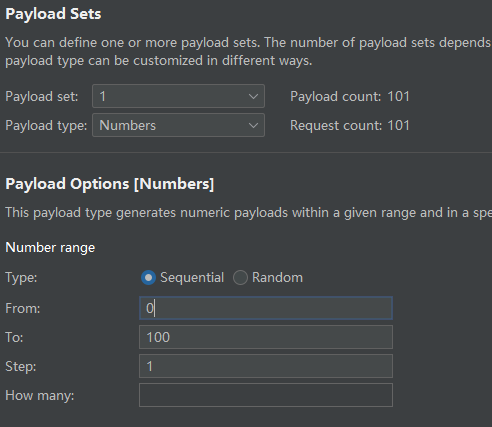 Payload Sets
You can define one or more payload sets. The number of payload sets depends
payload type can be customized in different ways.
Payload set: 1 Payload count: 101
Payload type: Numbers Request count: 101
Payload Options [Numbers]
This payload type generates numeric payloads within a given range and in a spe
Number range
Type: Sequential Random
From: 0
To: 100
Step: 1
How many: